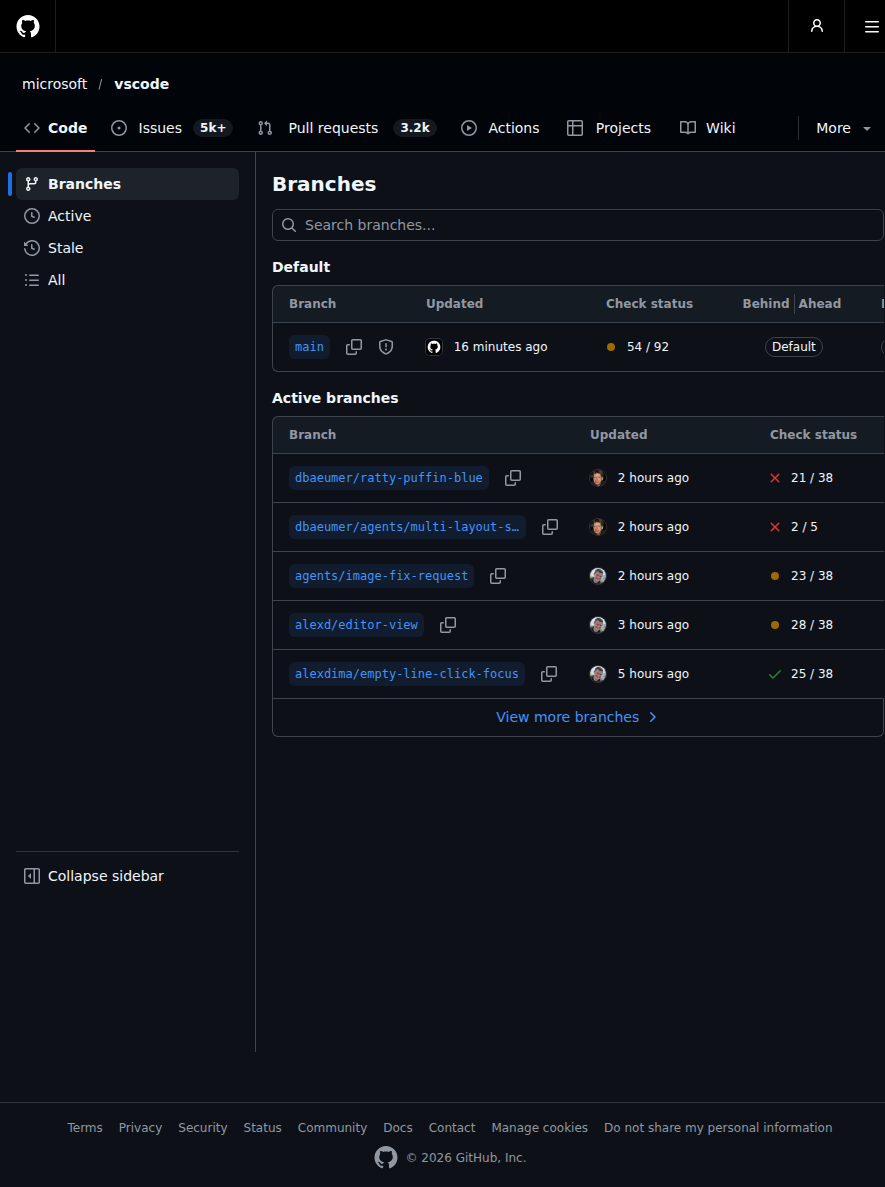 microsoft / vscode
Code Issues 5k+ Pull requests 3.2k Actions Projects Wiki More
Branches
Active
Stale
All
Collapse sidebar
Branches
Search branches...
Default
Branch Updated Check status Behind Ahead
main 16 minutes ago 54 / 92 Default
Active branches
Branch Updated Check status
dbaeumer/ratty-puffin-blue 2 hours ago 21 / 38
dbaeumer/agents/multi-layout-s… 2 hours ago 2 / 5
agents/image-fix-request 2 hours ago 23 / 38
alexd/editor-view 3 hours ago 28 / 38
alexdima/empty-line-click-focus 5 hours ago 25 / 38
View more branches
Terms Privacy Security Status Community Docs Contact Manage cookies Do not share my personal information
© 2026 GitHub, Inc.